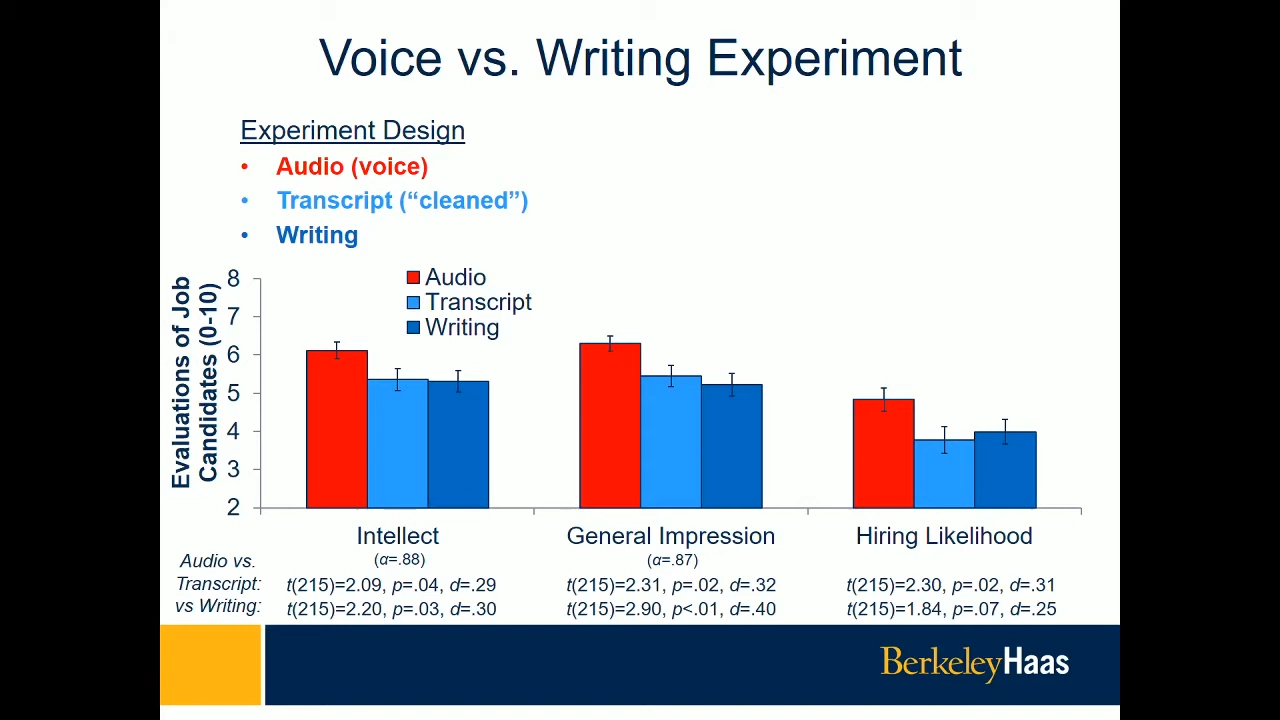 Voice vs. Writing Experiment
Experiment Design
• Audio (voice)
• Transcript (“cleaned”)
• Writing
Evaluations of Job
Candidates (0-10)
8
7
6
5
4
3
2
Audio
Transcript
Writing
Intellect
General Impression
Hiring Likelihood
(α=.88)
(α=.87)
Audio vs.
Transcript: t(215)=2.09, p=.04, d=.29 t(215)=2.31, p=.02, d=.32 t(215)=2.30, p=.02, d=.31
vs Writing: t(215)=2.20, p=.03, d=.30 t(215)=2.90, p<.01, d=.40 t(215)=1.84, p=.07, d=.25
BerkeleyHaas